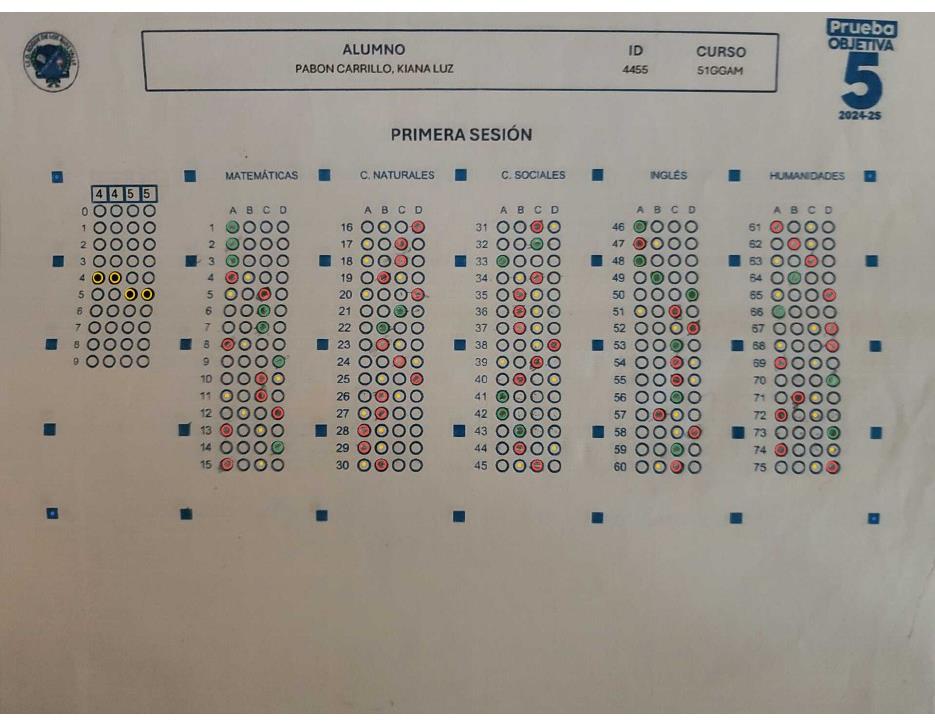 Prueba
OBJETIVA
5
2024-25
ALUMNO ID CURSO
PABON CARRILLO, KIANA LUZ 4455 51GGAM
PRIMERA SESIÓN
MATEMÁTICAS C. NATURALES C. SOCIALES INGLÉS HUMANIDADES
4 4 5 5
0 A B C D A B C D A B C D A B C D A B C D
1 1 16 31 46 61
2 2 17 32 47 62
3 3 18 33 48 63
4 4 19 34 49 64
5 5 20 35 50 65
6 6 21 36 51 66
7 7 22 37 52 67
8 8 23 38 53 68
9 9 24 39 54 69
10 25 40 55 70
11 26 41 56 71
12 27 42 57 72
13 28 43 58 73
14 29 44 59 74
15 30 45 60 75